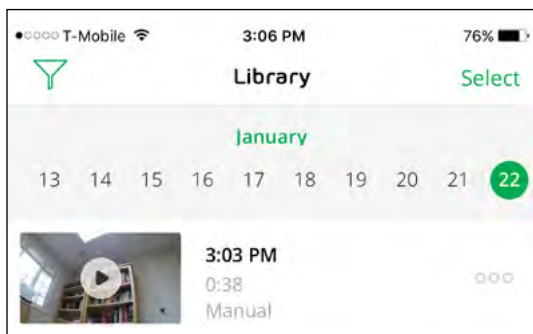 T-Mobile 3:06 PM 76%
Library Select
January
13 14 15 16 17 18 19 20 21 22
3:03 PM
0:38
Manual